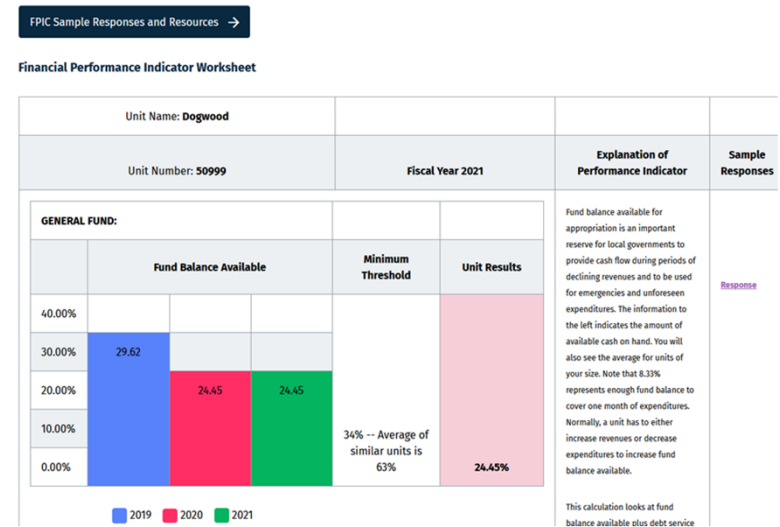 FPIC Sample Responses and Resources →
Financial Performance Indicator Worksheet
Unit Name: Dogwood
Unit Number: 50999
Fiscal Year 2021
Explanation of
Performance Indicator
Sample
Responses
GENERAL FUND:
Fund Balance Available
Minimum
Threshold
Unit Results
40.00%
30.00%
29.62
20.00%
24.45
24.45
10.00%
0.00%
34% -- Average of
similar units is
63%
24.45%
2019
2020
2021
Fund balance available for
appropriation is an important
reserve for local governments to
provide cash flow during periods of
declining revenues and to be used
for emergencies and unforeseen
expenditures. The information to
the left indicates the amount of
available cash on hand. You will
also see the average for units of
your size. Note that 8.33%
represents enough fund balance to
cover one month of expenditures.
Normally, a unit has to either
increase revenues or decrease
expenditures to increase fund
balance available.
This calculation looks at fund
balance available plus debt service
Response